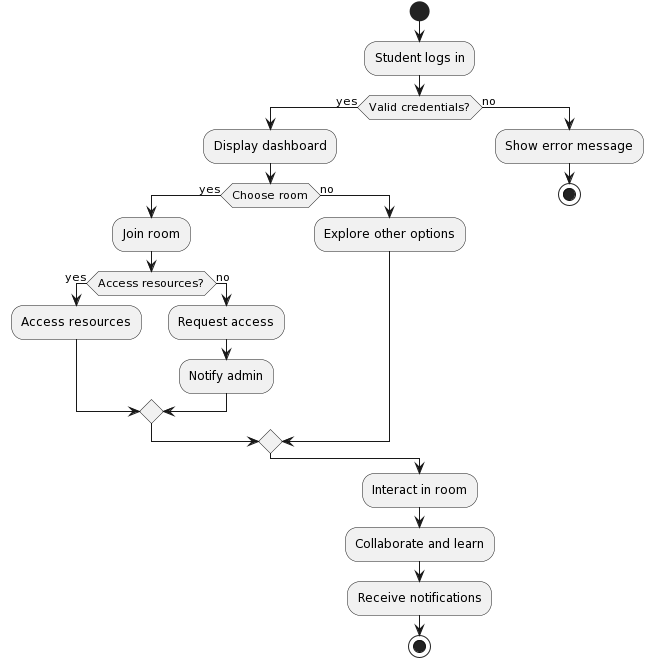 Student logs in
yes
Valid credentials?
no
Display dashboard
Show error message
yes
Choose room
no
Join room
Explore other options
yes
Access resources?
no
Access resources
Request access
Notify admin
Interact in room
Collaborate and learn
Receive notifications